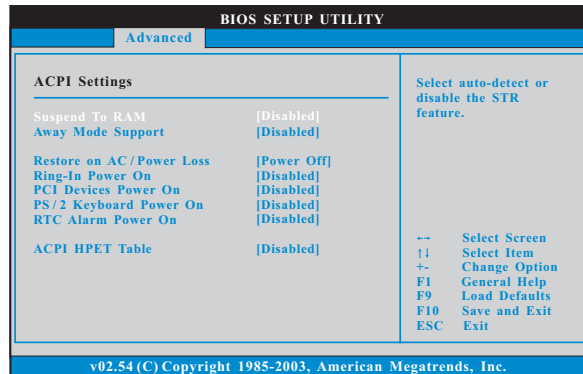 BIOS SETUP UTILITY
Advanced
ACPI Settings
Suspend To RAM [Disabled]
Away Mode Support [Disabled]
Restore on AC/Power Loss [Power Off]
Ring-In Power On [Disabled]
PCI Devices Power On [Disabled]
PS/2 Keyboard Power On [Disabled]
RTC Alarm Power On [Disabled]
ACPI HPET Table [Disabled]
Select auto-detect or
disable the STR
feature.
←→ Select Screen
↑↓ Select Item
+- Change Option
F1 General Help
F9 Load Defaults
F10 Save and Exit
ESC Exit
v02.54 (C) Copyright 1985-2003, American Megatrends, Inc.